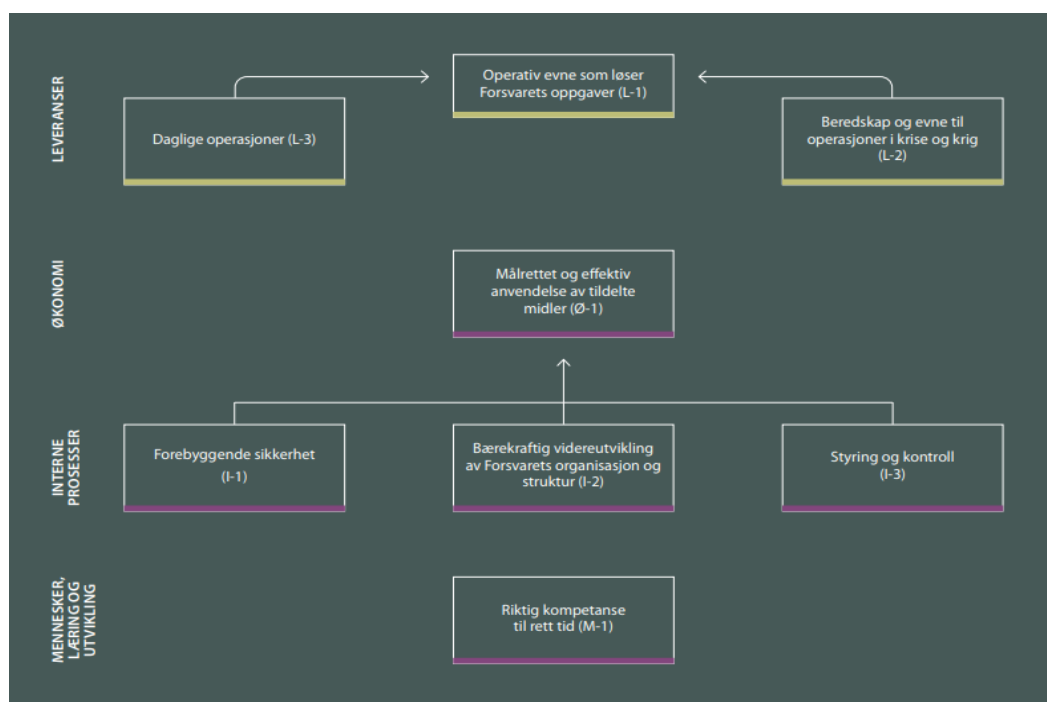 LEVERANSER
Operativ evne som løser
Forsvarets oppgaver (L-1)
Daglige operasjoner (L-3)
Beredskap og evne til
operasjoner i krise og krig
(L-2)
ØKONOMI
Målrettet og effektiv
anvendelse av tildelte
midler (Ø-1)
INTERNE
PROSESSER
Forebyggende sikkerhet
(I-1)
Bærekraftig videreutvikling
av Forsvarets organisasjon og
struktur (I-2)
Styring og kontroll
(I-3)
MENNESKER,
LÆRING OG
UTVIKLING
Riktig kompetanse
til rett tid (M-1)